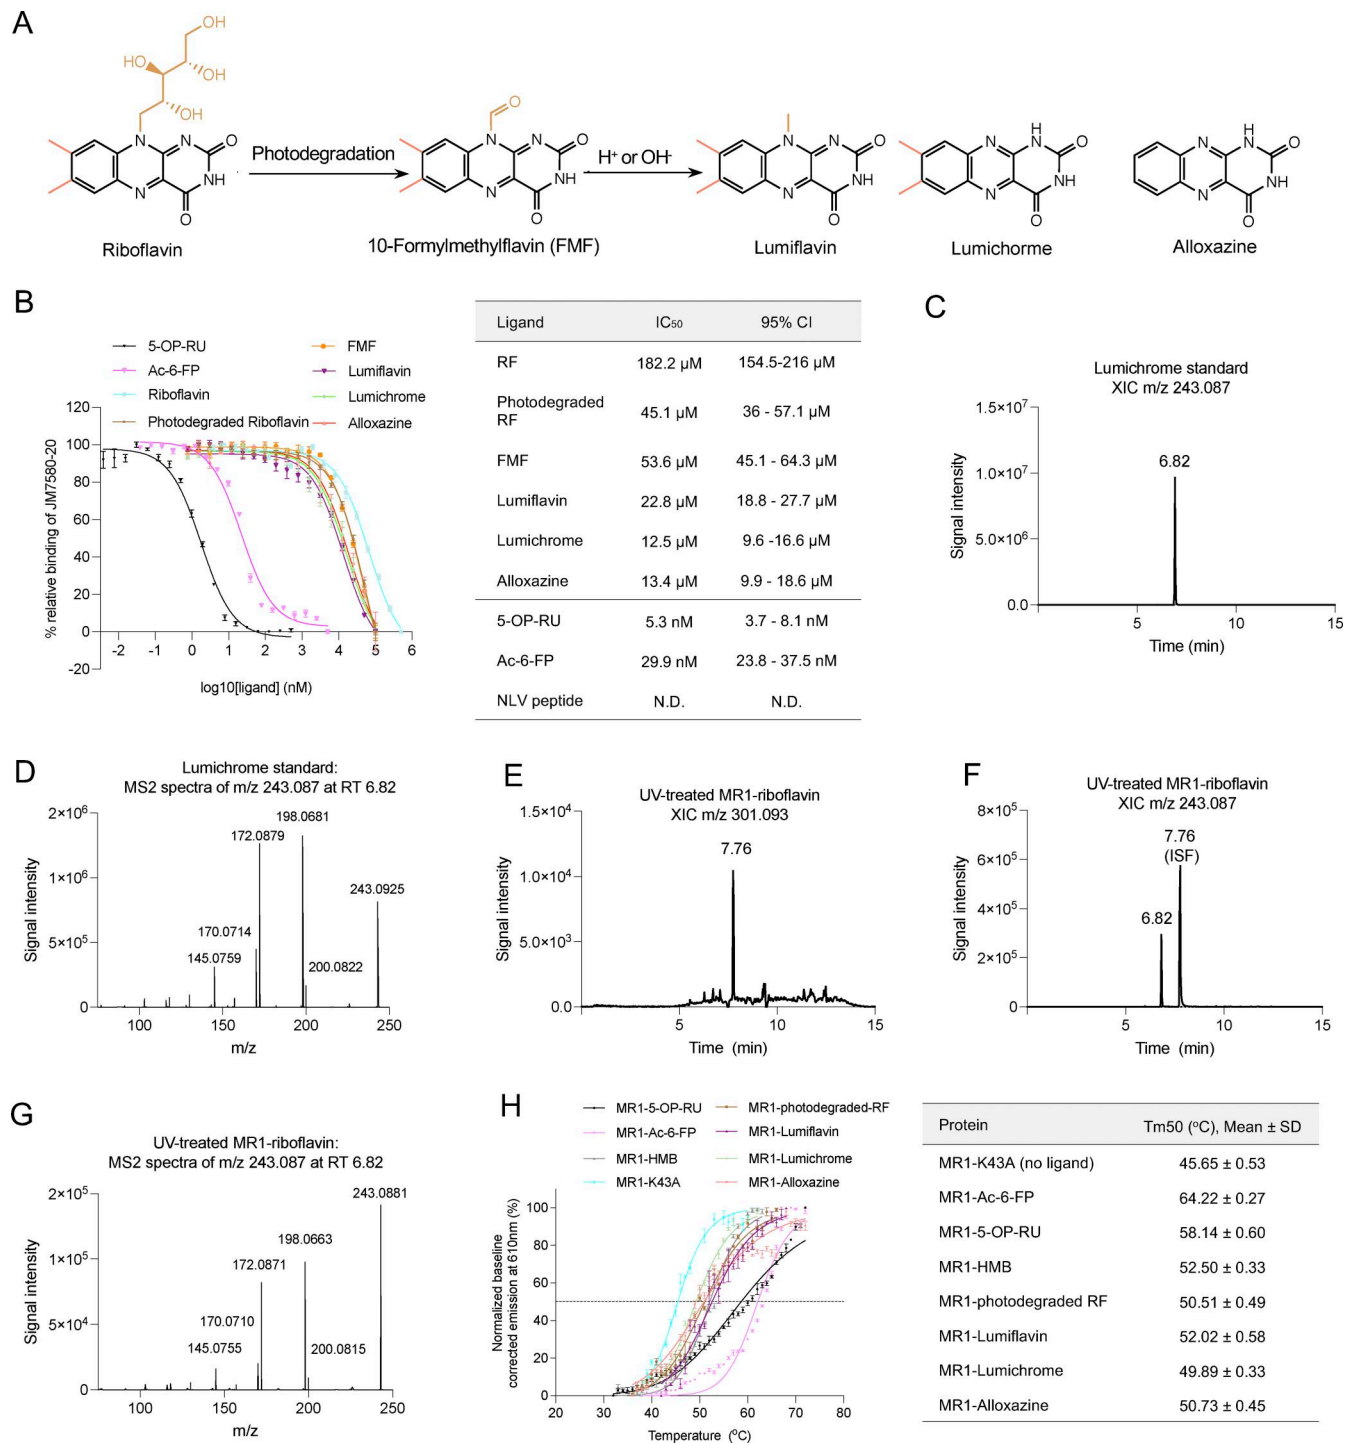 A
OH
HO
OH
OH
HO
N
N
O
N
NH
O
Riboflavin
Photodegradation
O
N
N
O
N
NH
O
10-Formylmethylflavin (FMF)
H+ or OH-
N
N
O
N
NH
O
Lumiflavin
N
H
N
O
N
NH
O
Lumichorme
N
H
N
O
N
NH
O
Alloxazine
B
5-OP-RU
Ac-6-FP
Riboflavin
Photodegraded Riboflavin
FMF
Lumiflavin
Lumichrome
Alloxazine
% relative binding of JM7580-20
120
100
80
60
40
20
0
-20
-2 -1 0 1 2 3 4 5 6
log10[ligand] (nM)
Ligand IC50 95% CI
RF 182.2 µM 154.5-216 µM
Photodegraded
RF 45.1 µM 36 - 57.1 µM
FMF 53.6 µM 45.1 - 64.3 µM
Lumiflavin 22.8 µM 18.8 - 27.7 µM
Lumichrome 12.5 µM 9.6 -16.6 µM
Alloxazine 13.4 µM 9.9 - 18.6 µM
5-OP-RU 5.3 nM 3.7 - 8.1 nM
Ac-6-FP 29.9 nM 23.8 - 37.5 nM
NLV peptide N.D. N.D.
C
Lumichrome standard
XIC m/z 243.087
Signal intensity
1.5×10⁷
1.0×10⁷
5.0×10⁶
0.0
6.82
5 10 15
Time (min)
D
Lumichrome standard:
MS2 spectra of m/z 243.087 at RT 6.82
Signal intensity
2×10⁶
1×10⁶
5×10⁵
0
198.0681
172.0879
243.0925
170.0714
145.0759
200.0822
100 150 200 250
m/z
E
UV-treated MR1-riboflavin
XIC m/z 301.093
Signal intensity
1.5×10⁴
1.0×10⁴
5.0×10³
0.0
7.76
5 10 15
Time (min)
F
UV-treated MR1-riboflavin
XIC m/z 243.087
Signal intensity
8×10⁵
6×10⁵
4×10⁵
2×10⁵
0
7.76
(ISF)
6.82
5 10 15
Time (min)
G
UV-treated MR1-riboflavin:
MS2 spectra of m/z 243.087 at RT 6.82
Signal intensity
2×10⁵
1×10⁵
5×10⁴
0
243.0881
198.0663
172.0871
170.0710
145.0755
200.0815
100 150 200 250
m/z
H
MR1-5-OP-RU
MR1-Ac-6-FP
MR1-HMB
MR1-K43A
MR1-photodegraded-RF
MR1-Lumiflavin
MR1-Lumichrome
MR1-Alloxazine
Normalized baseline
corrected emission at 610nm (%)
100
80
60
40
20
0
20 30 40 50 60 70 80
Temperature (°C)
Protein Tm50 (°C), Mean ± SD
MR1-K43A (no ligand) 45.65 ± 0.53
MR1-Ac-6-FP 64.22 ± 0.27
MR1-5-OP-RU 58.14 ± 0.60
MR1-HMB 52.50 ± 0.33
MR1-photodegraded RF 50.51 ± 0.49
MR1-Lumiflavin 52.02 ± 0.58
MR1-Lumichrome 49.89 ± 0.33
MR1-Alloxazine 50.73 ± 0.45